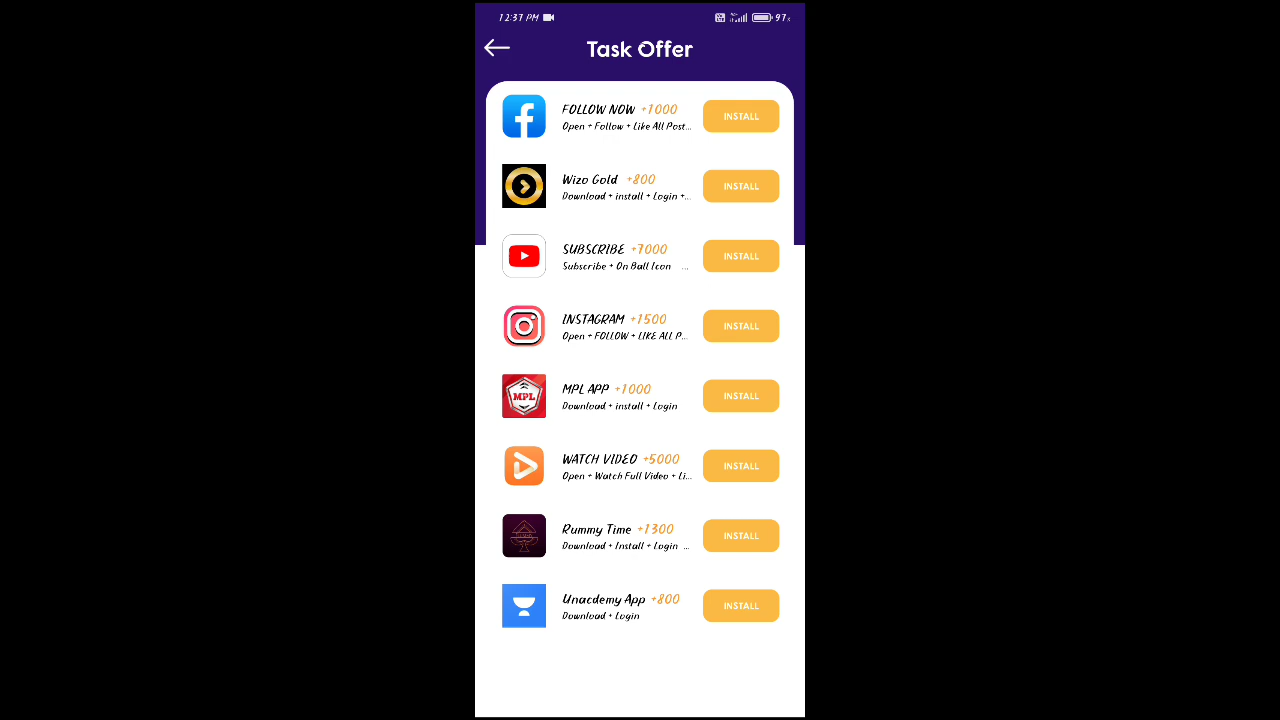 12:37 PM 97%
Task Offer
FOLLOW NOW +1000
Open + Follow + Like All Post...
INSTALL
Wizo Gold +800
Download + install + Login +...
INSTALL
SUBSCRIBE +7000
Subscribe + On Ball Icon ...
INSTALL
INSTAGRAM +1500
Open + FOLLOW + LIKE ALL P...
INSTALL
MPL
MPL APP +1000
Download + install + Login
INSTALL
WATCH VIDEO +5000
Open + Watch Full Video + Li...
INSTALL
Rummy Time +1300
Download + Install + Login ...
INSTALL
Unacdemy App +800
Download + Login
INSTALL